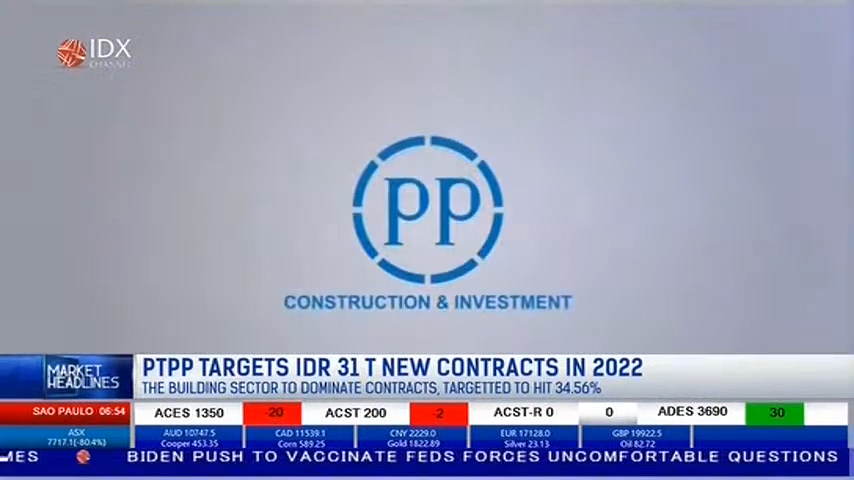 IDX
CHANNEL
PP
CONSTRUCTION & INVESTMENT
MARKET
HEADLINES
PTPP TARGETS IDR 31 T NEW CONTRACTS IN 2022
THE BUILDING SECTOR TO DOMINATE CONTRACTS, TARGETTED TO HIT 34.56%
SAO PAULO 06:54
ACES 1350 -20 ACST 200 -2 ACST-R 0 0 ADES 3690 30
ASX
7717.1(-80.4%)
AUD 10747.5 CAD 11539.1 CNY 2229.0 EUR 17128.0 GBP 19922.5
Cooper 453.35 Corn 589.25 Gold 1822.89 Silver 23.13 Oil 82.72
MES BIDEN PUSH TO VACCINATE FEDS FORCES UNCOMFORTABLE QUESTIONS